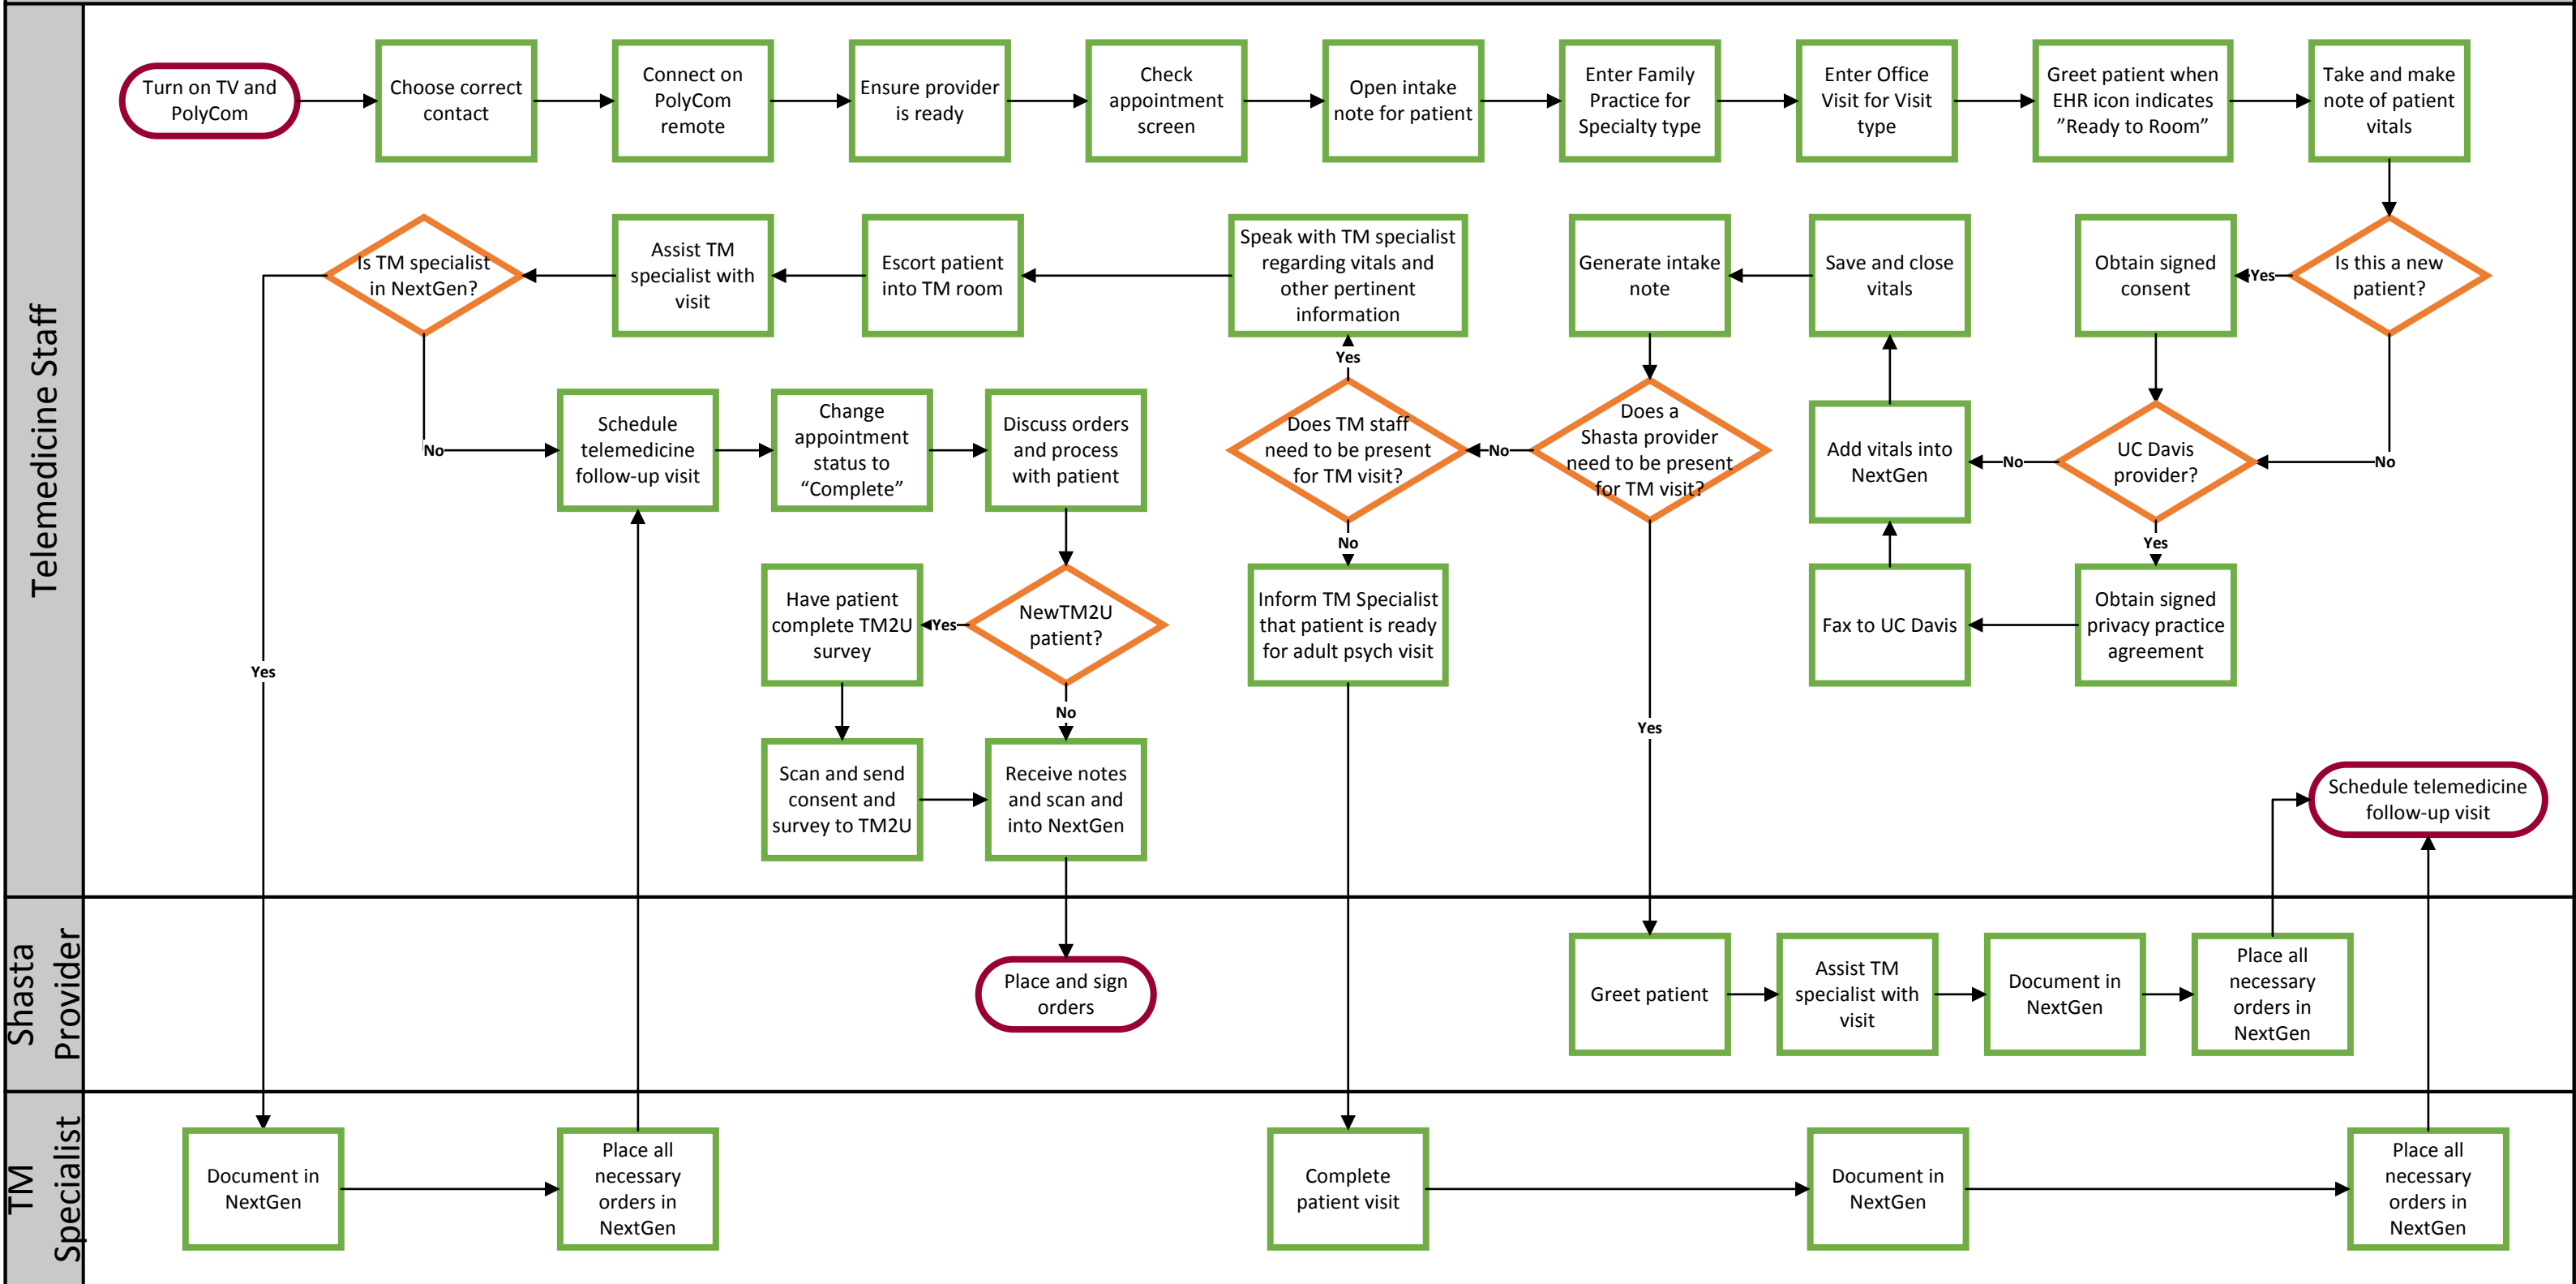 Telemedicine Staff
Turn on TV and
PolyCom
Choose correct
contact
Connect on
PolyCom
remote
Ensure provider
is ready
Check
appointment
screen
Open intake
note for patient
Enter Family
Practice for
Specialty type
Enter Office
Visit for Visit
type
Greet patient when
EHR icon indicates
”Ready to Room”
Take and make
note of patient
vitals
Is TM specialist
in NextGen?
Assist TM
specialist with
visit
Escort patient
into TM room
Speak with TM specialist
regarding vitals and
other pertinent
information
Generate intake
note
Save and close
vitals
Obtain signed
consent
Yes
Is this a new
patient?
Yes
No
Schedule
telemedicine
follow-up visit
Change
appointment
status to
“Complete”
Discuss orders
and process
with patient
Does TM staff
need to be present
for TM visit?
No
Does a
Shasta provider
need to be present
for TM visit?
Add vitals into
NextGen
No
UC Davis
provider?
No
No
Yes
Have patient
complete TM2U
survey
Yes
NewTM2U
patient?
Inform TM Specialist
that patient is ready
for adult psych visit
Fax to UC Davis
Obtain signed
privacy practice
agreement
Yes
No
Yes
Scan and send
consent and
survey to TM2U
Receive notes
and scan and
into NextGen
Schedule telemedicine
follow-up visit
Shasta
Provider
Place and sign
orders
Greet patient
Assist TM
specialist with
visit
Document in
NextGen
Place all
necessary
orders in
NextGen
TM
Specialist
Document in
NextGen
Place all
necessary
orders in
NextGen
Complete
patient visit
Document in
NextGen
Place all
necessary
orders in
NextGen